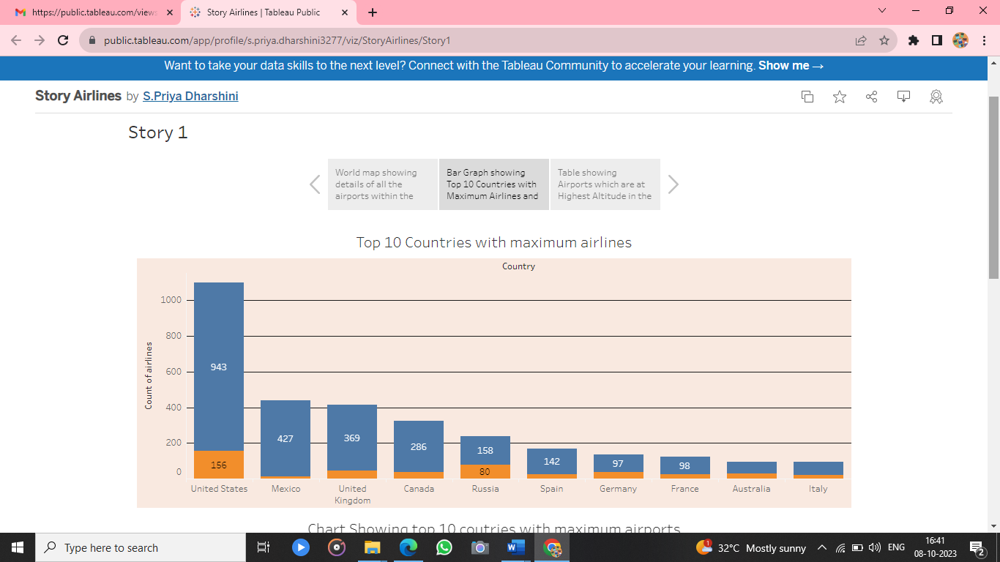 https://public.tableau.com/views
Story Airlines | Tableau Public
public.tableau.com/app/profile/s.priya.dharshini3277/viz/StoryAirlines/Story1
Want to take your data skills to the next level? Connect with the Tableau Community to accelerate your learning. Show me →
Story Airlines by S.Priya Dharshini
Story 1
World map showing
details of all the
airports within the
Bar Graph showing
Top 10 Countries with
Maximum Airlines and
Table showing
Airports which are at
Highest Altitude in the
Top 10 Countries with maximum airlines
Country
Count of airlines
1000
800
600
400
200
0
943
156
427
369
286
158
80
142
97
98
United States
Mexico
United
Kingdom
Canada
Russia
Spain
Germany
France
Australia
Italy
Chart Showing top 10 coutries with maximum airports
Type here to search
1
32°C Mostly sunny
ENG
16:41
08-10-2023
2